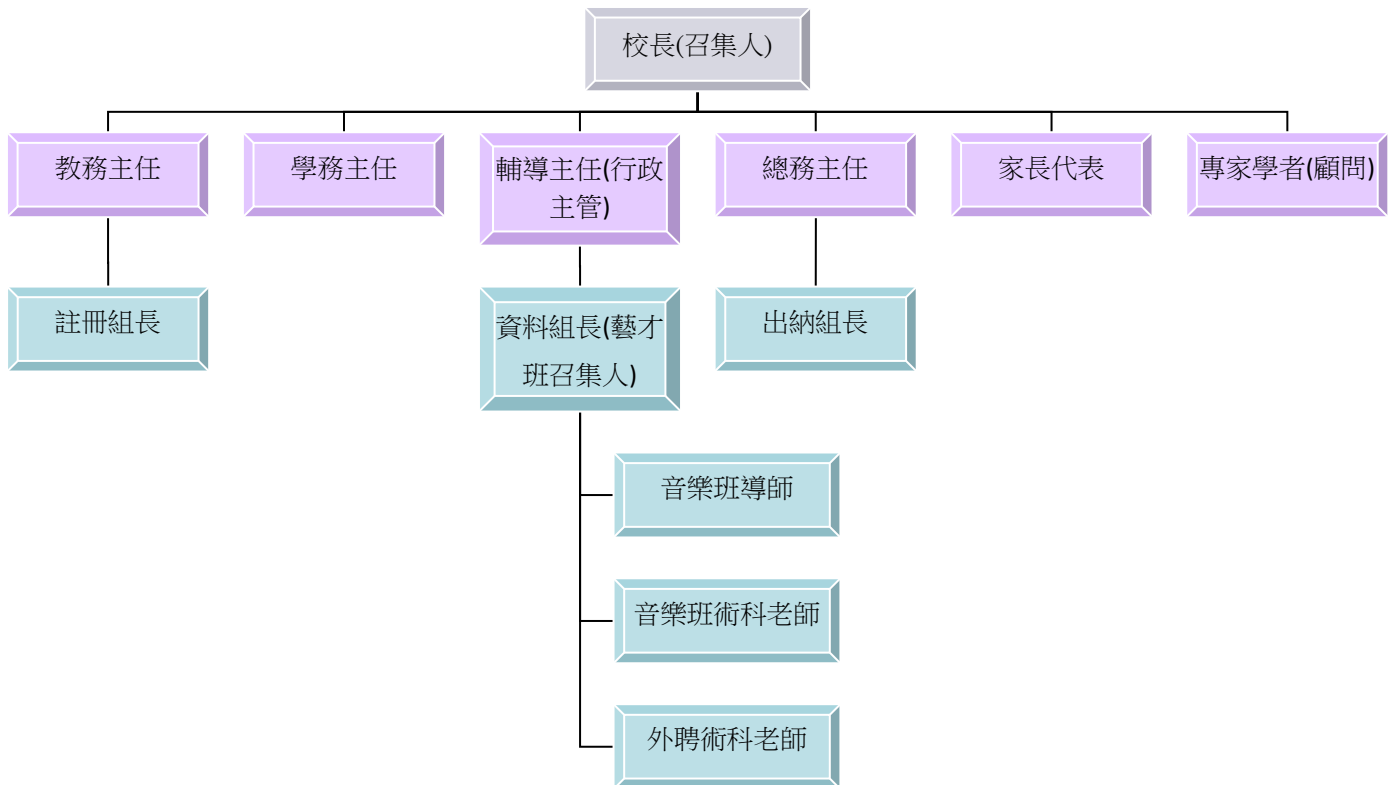 校長(召集人)
教務主任
學務主任
輔導主任(行政
主管)
總務主任
家長代表
專家學者(顧問)
註冊組長
資料組長(藝才
班召集人)
出納組長
音樂班導師
音樂班術科老師
外聘術科老師